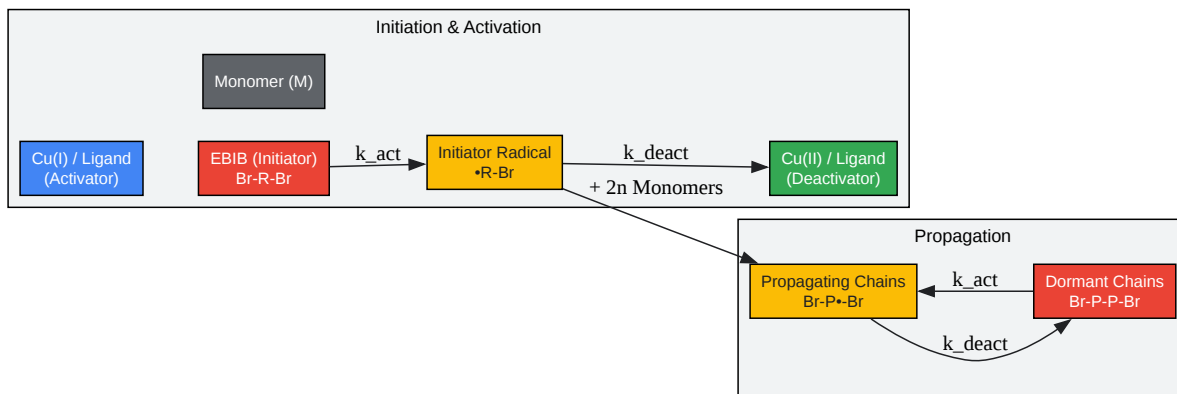 Initiation & Activation
Monomer (M)
Cu(I) / Ligand
(Activator)
EBIB (Initiator)
Br-R-Br
k_act
Initiator Radical
•R-Br
k_deact
Cu(II) / Ligand
(Deactivator)
+ 2n Monomers
Propagation
Propagating Chains
Br-P•-Br
k_act
Dormant Chains
Br-P-P-Br
k_deact